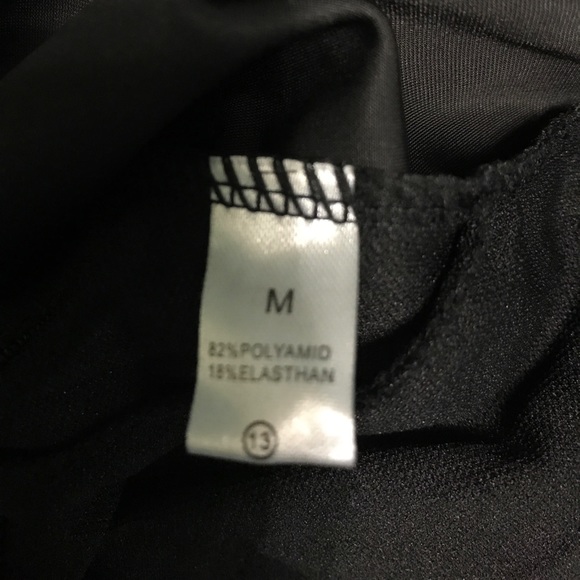 M
82%POLYAMID
18%ELASTHAN
13